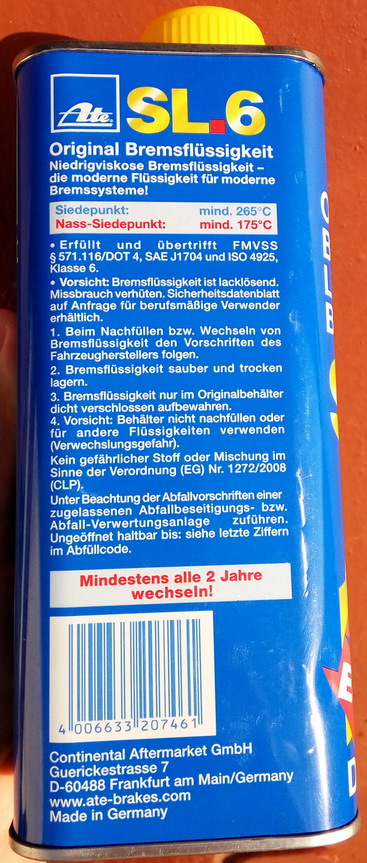 Ate
SL.6
Original Bremsflüssigkeit
Niedrigviskose Bremsflüssigkeit –
die moderne Flüssigkeit für moderne
Bremssysteme!
Siedepunkt: mind. 265°C
Nass-Siedepunkt: mind. 175°C
• Erfüllt und übertrifft FMVSS
§ 571.116/DOT 4, SAE J1704 und ISO 4925,
Klasse 6.
• Vorsicht: Bremsflüssigkeit ist lacklösend.
Missbrauch verhüten. Sicherheitsdatenblatt
auf Anfrage für berufsmäßige Verwender
erhältlich.
1. Beim Nachfüllen bzw. Wechseln von
Bremsflüssigkeit den Vorschriften des
Fahrzeugherstellers folgen.
2. Bremsflüssigkeit sauber und trocken
lagern.
3. Bremsflüssigkeit nur im Originalbehälter
dicht verschlossen aufbewahren.
4. Vorsicht: Behälter nicht nachfüllen oder
für andere Flüssigkeiten verwenden
(Verwechslungsgefahr).
Kein gefährlicher Stoff oder Mischung im
Sinne der Verordnung (EG) Nr. 1272/2008
(CLP).
Unter Beachtung der Abfallvorschriften einer
zugelassenen Abfallbeseitigungs- bzw.
Abfall-Verwertungsanlage zuführen.
Ungeöffnet haltbar bis: siehe letzte Ziffern
im Abfüllcode.
Mindestens alle 2 Jahre
wechseln!
4 006633 207461
Continental Aftermarket GmbH
Guerickestrasse 7
D-60488 Frankfurt am Main/Germany
www.ate-brakes.com
Made in Germany